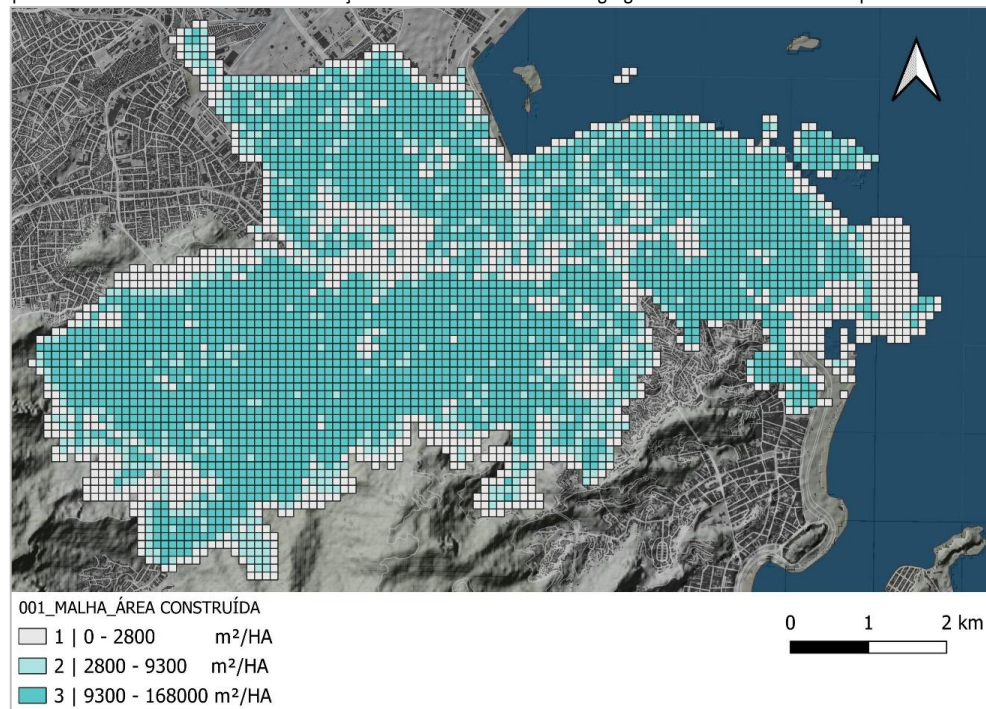 001_MALHA_ÁREA CONSTRUÍDA
1 | 0 - 2800 m²/HA
2 | 2800 - 9300 m²/HA
3 | 9300 - 168000 m²/HA
0 1 2 km